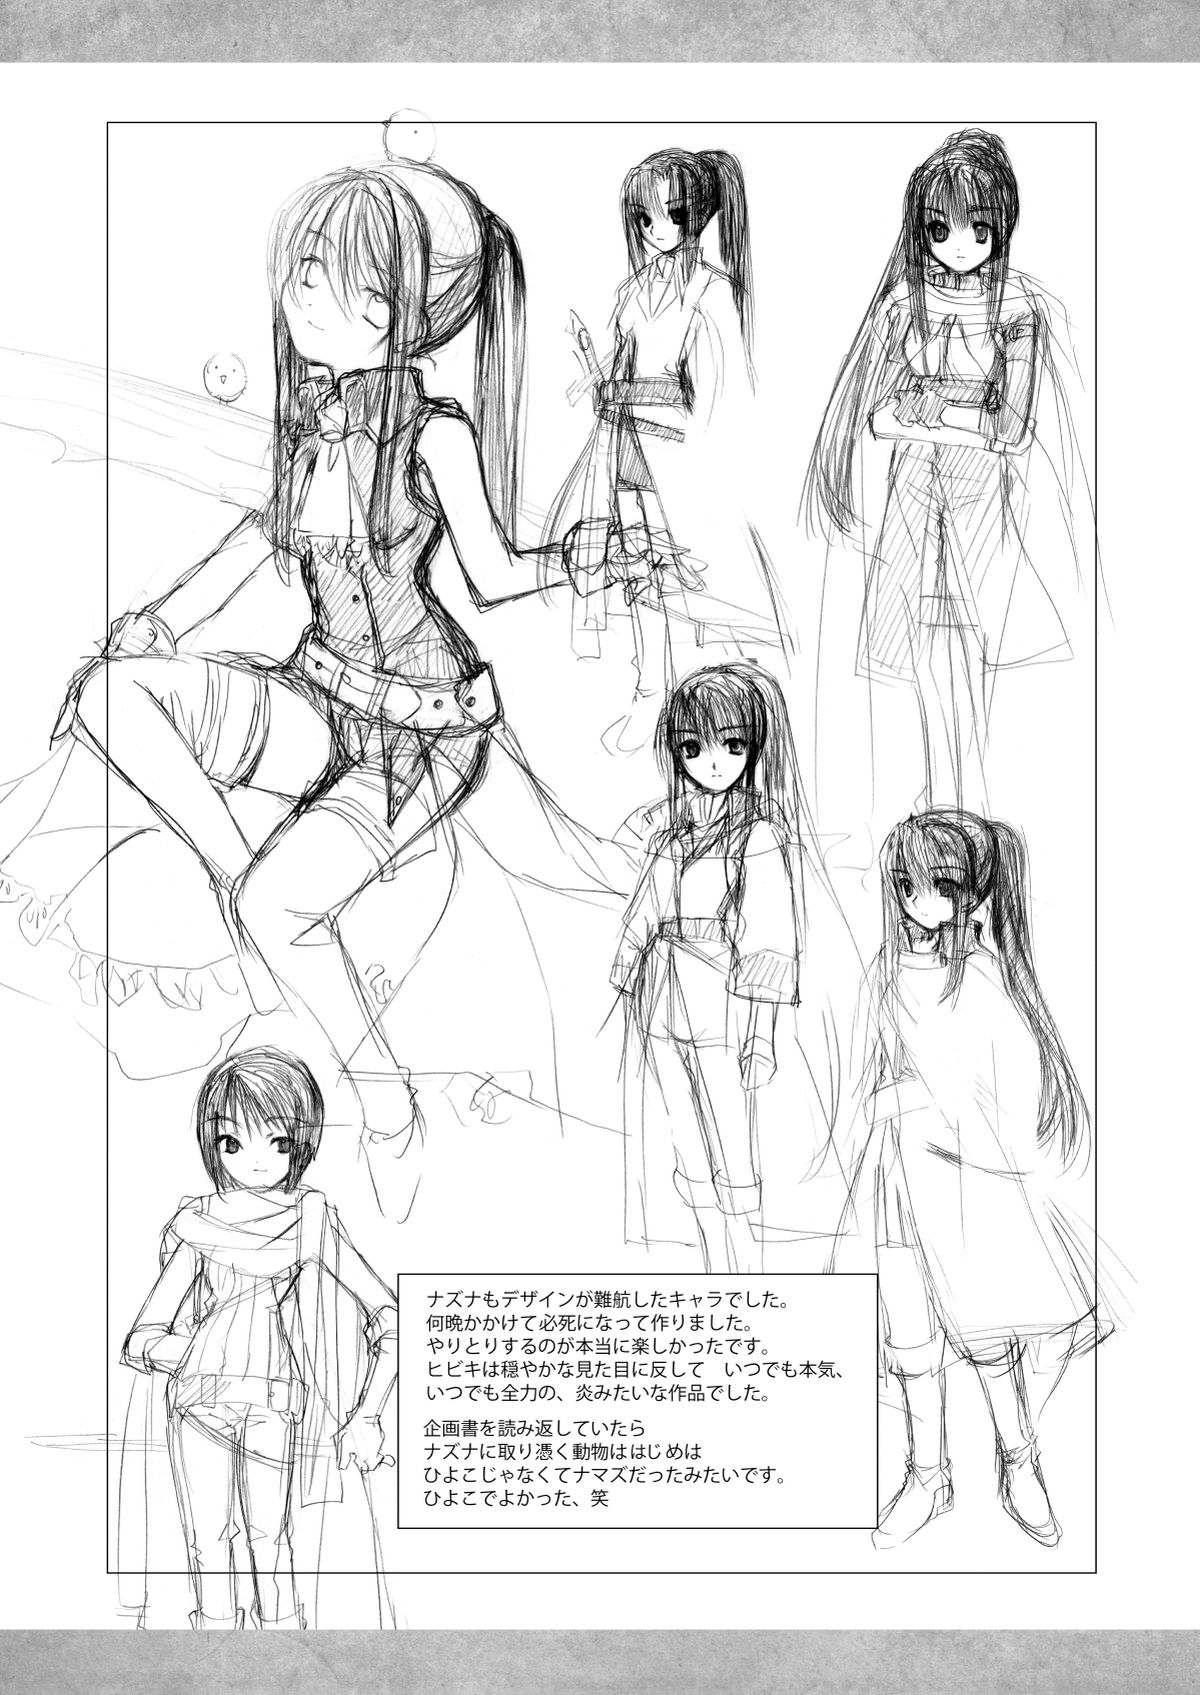 ナズナもデザインが難航したキャラでした。
何晩かかけて必死になって作りました。
やりとりするのが本当に楽しかったです。
ヒビキは穏やかな見た目に反して　いつでも本気、
いつでも全力の、炎みたいな作品でした。
企画書を読み返していたら
ナズナに取り憑く動物ははじめは
ひよこじゃなくてナマズだったみたいです。
ひよこでよかった、笑